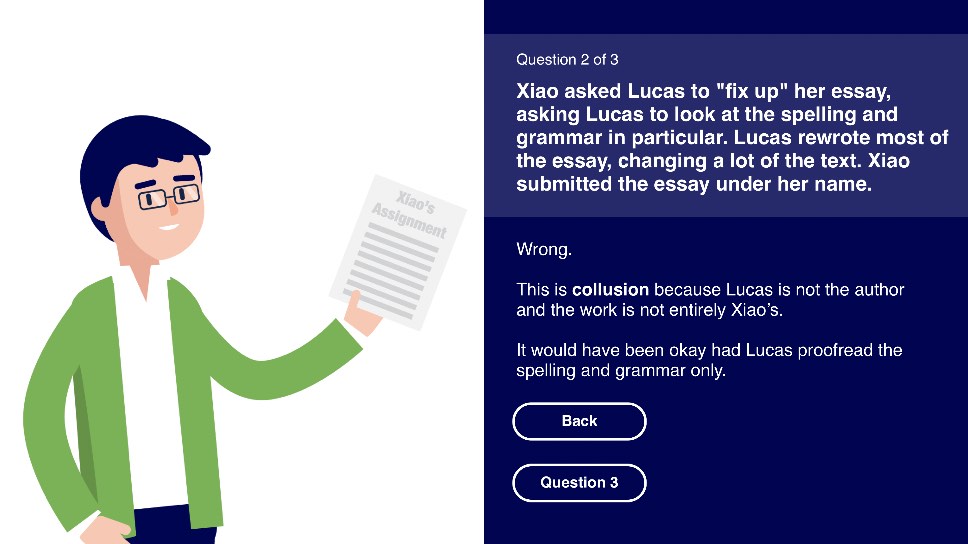 Xiao's
Assignment
Question 2 of 3
Xiao asked Lucas to "fix up" her essay,
asking Lucas to look at the spelling and
grammar in particular. Lucas rewrote most of
the essay, changing a lot of the text. Xiao
submitted the essay under her name.
Wrong.
This is collusion because Lucas is not the author
and the work is not entirely Xiao’s.
It would have been okay had Lucas proofread the
spelling and grammar only.
Back
Question 3